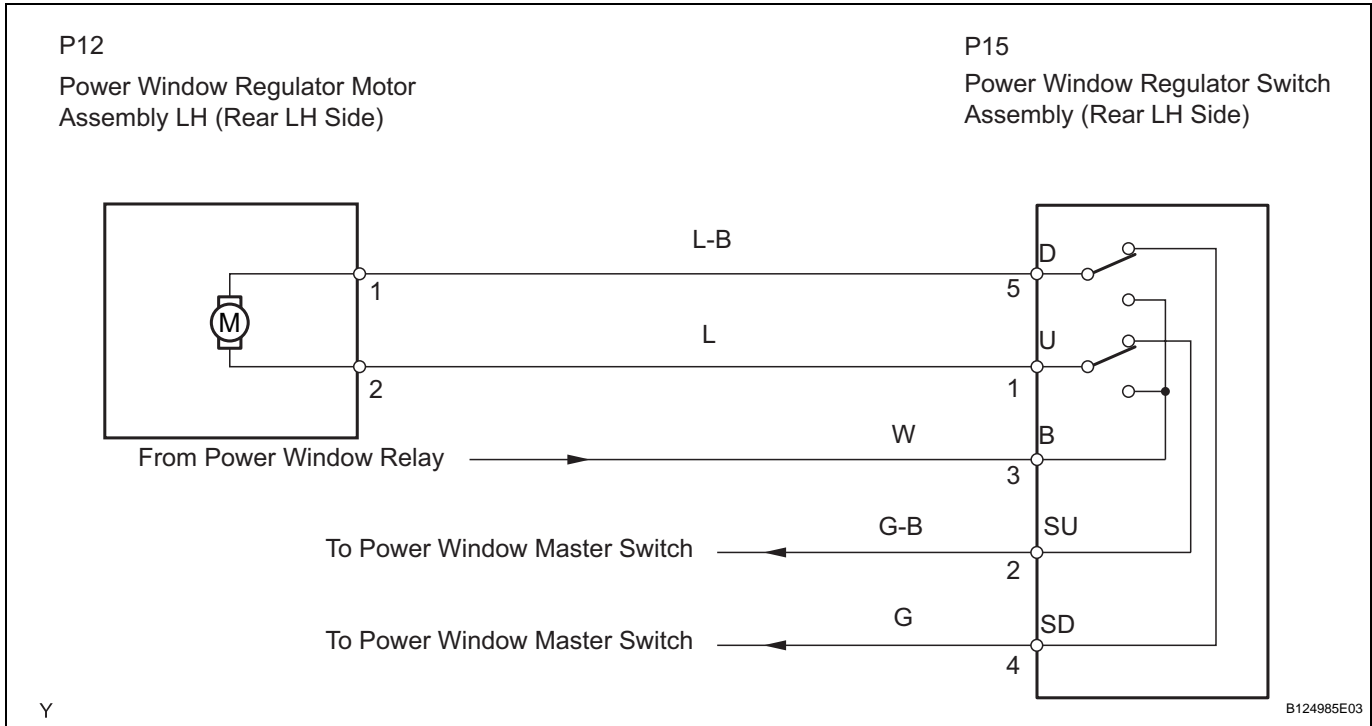 P12
Power Window Regulator Motor
Assembly LH (Rear LH Side)
P15
Power Window Regulator Switch
Assembly (Rear LH Side)
M
1
L-B
5
D
2
L
1
U
From Power Window Relay
W
3
B
To Power Window Master Switch
G-B
2
SU
To Power Window Master Switch
G
4
SD
Y
B124985E03